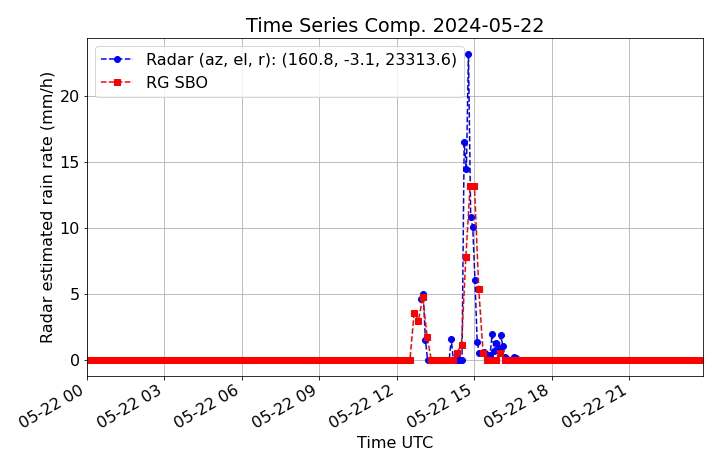 Time Series Comp. 2024-05-22
Radar (az, el, r): (160.8, -3.1, 23313.6)
RG SBO
Radar estimated rain rate (mm/h)
20
15
10
5
0
05-22 00
05-22 03
05-22 06
05-22 09
05-22 12
05-22 15
05-22 18
05-22 21
Time UTC